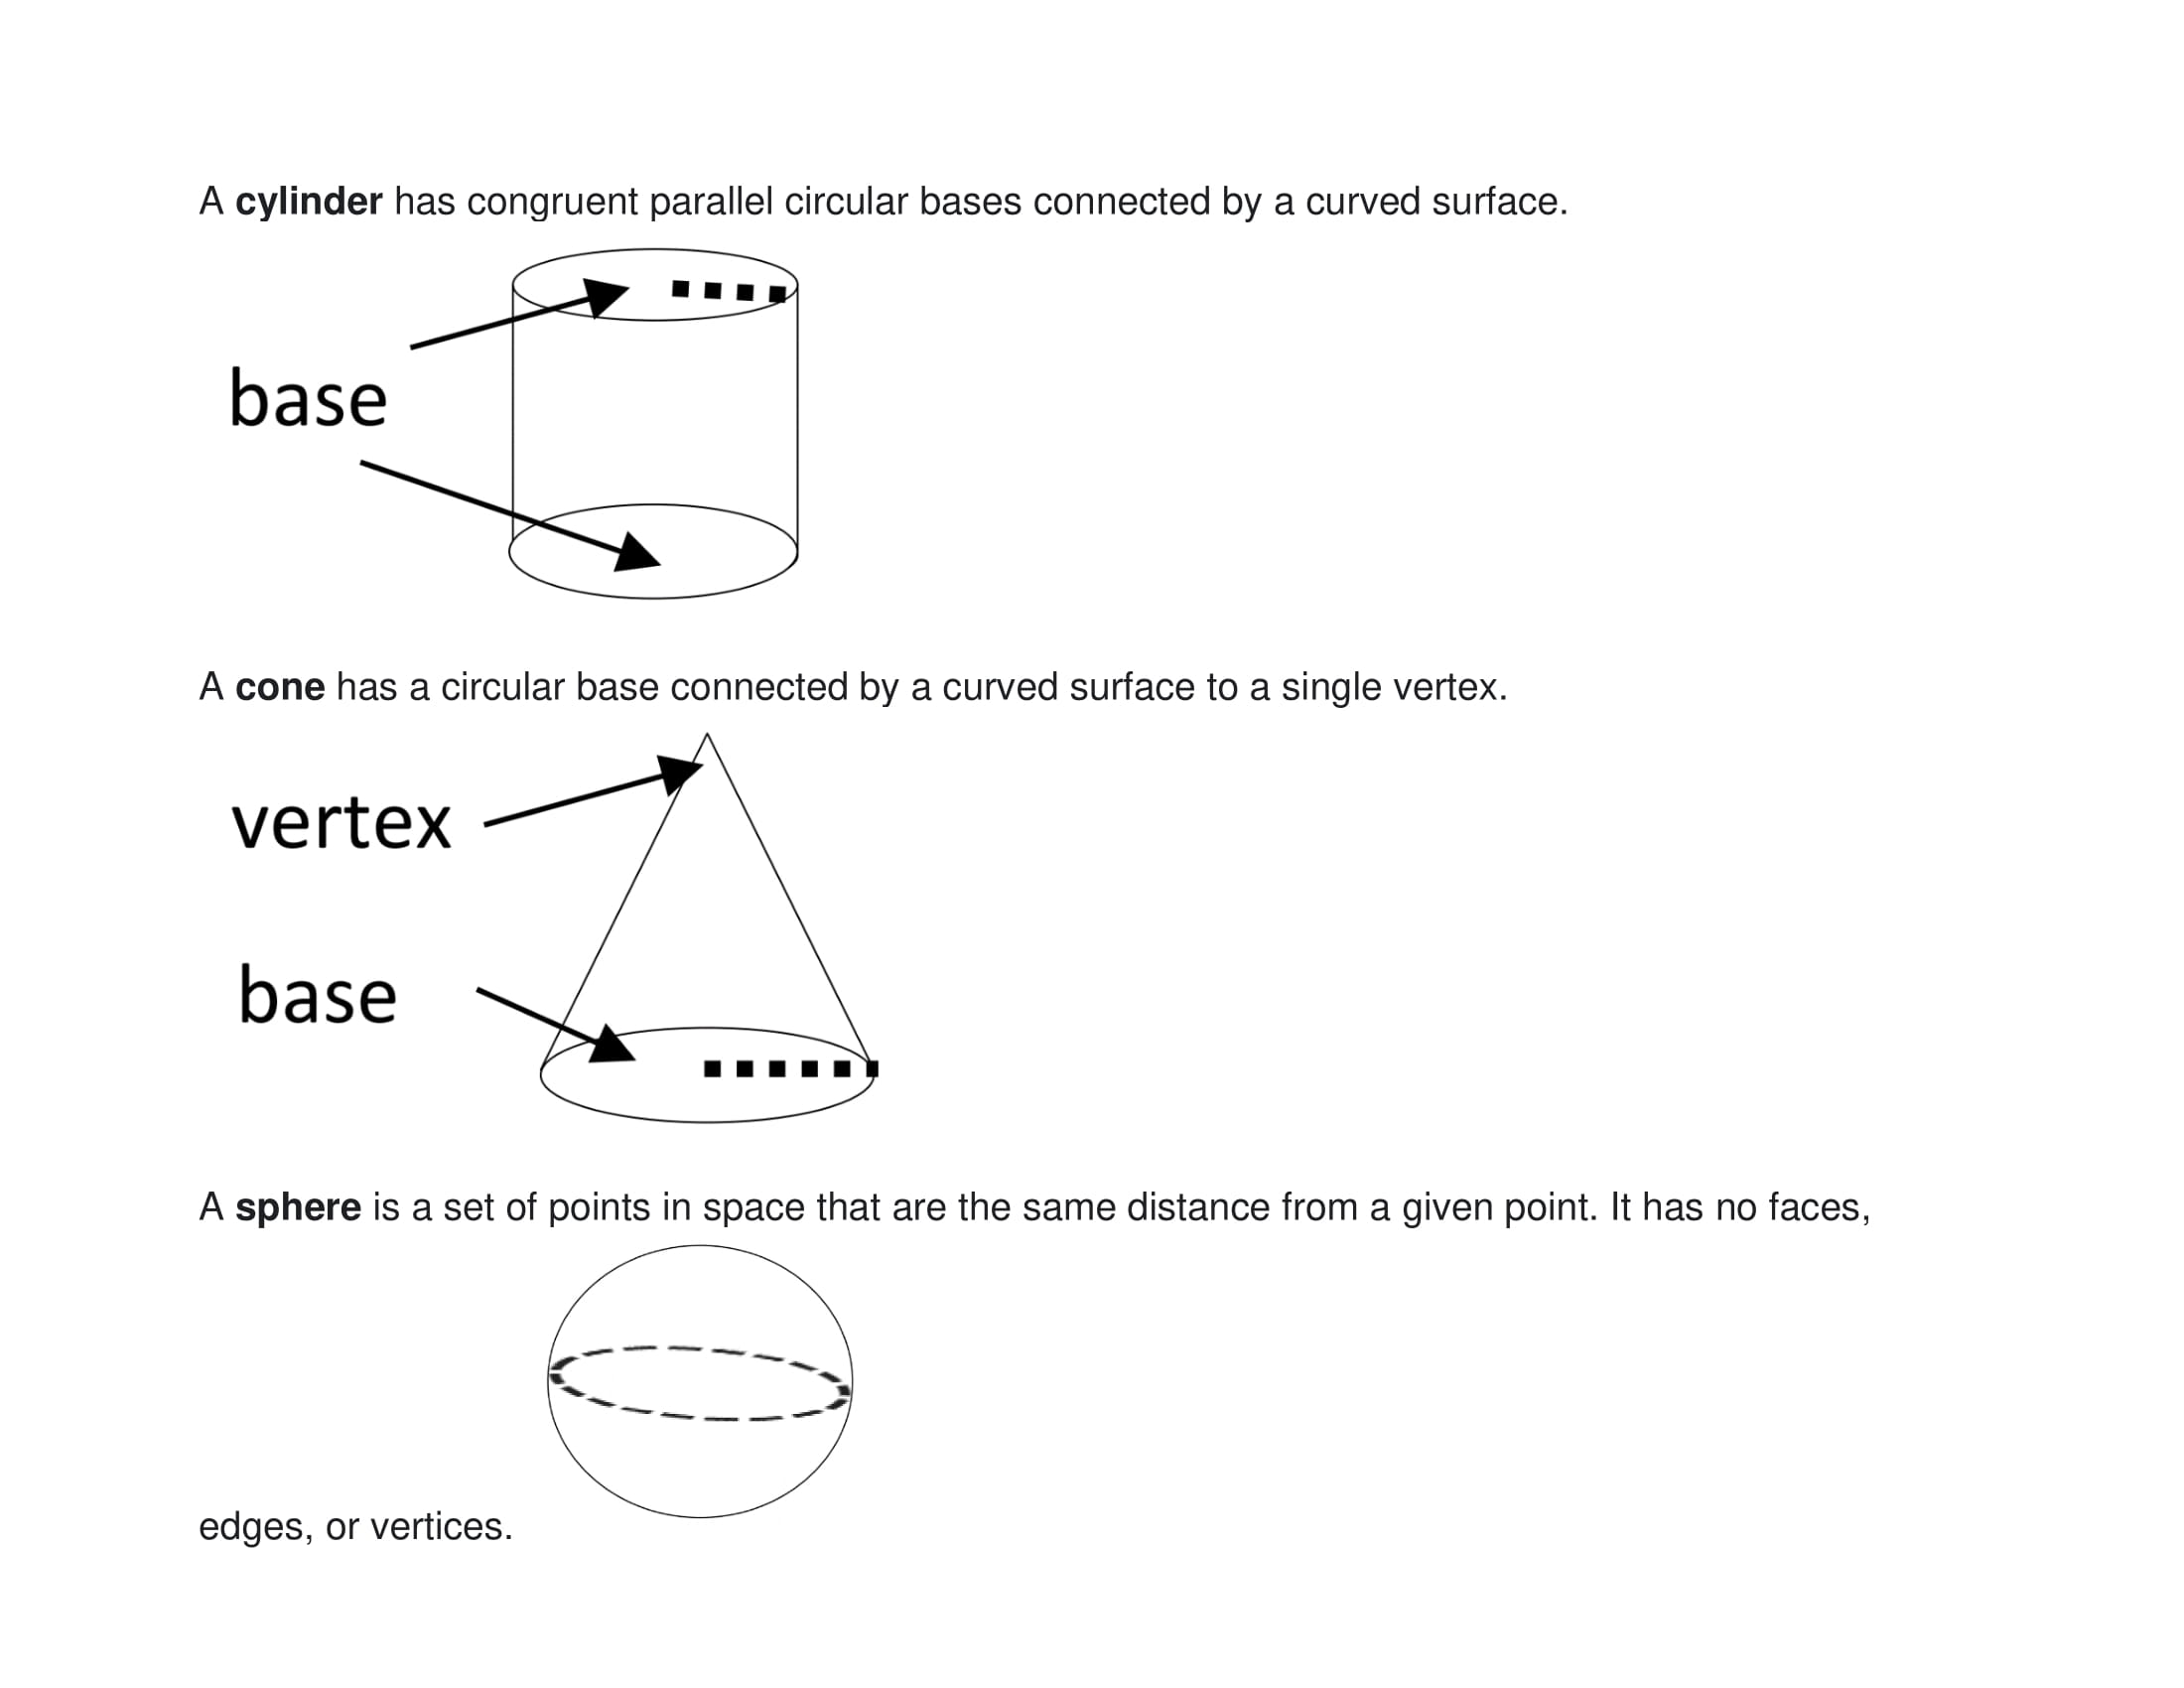 A cylinder has congruent parallel circular bases connected by a curved surface.
base
A cone has a circular base connected by a curved surface to a single vertex.
vertex
base
A sphere is a set of points in space that are the same distance from a given point. It has no faces,
edges, or vertices.